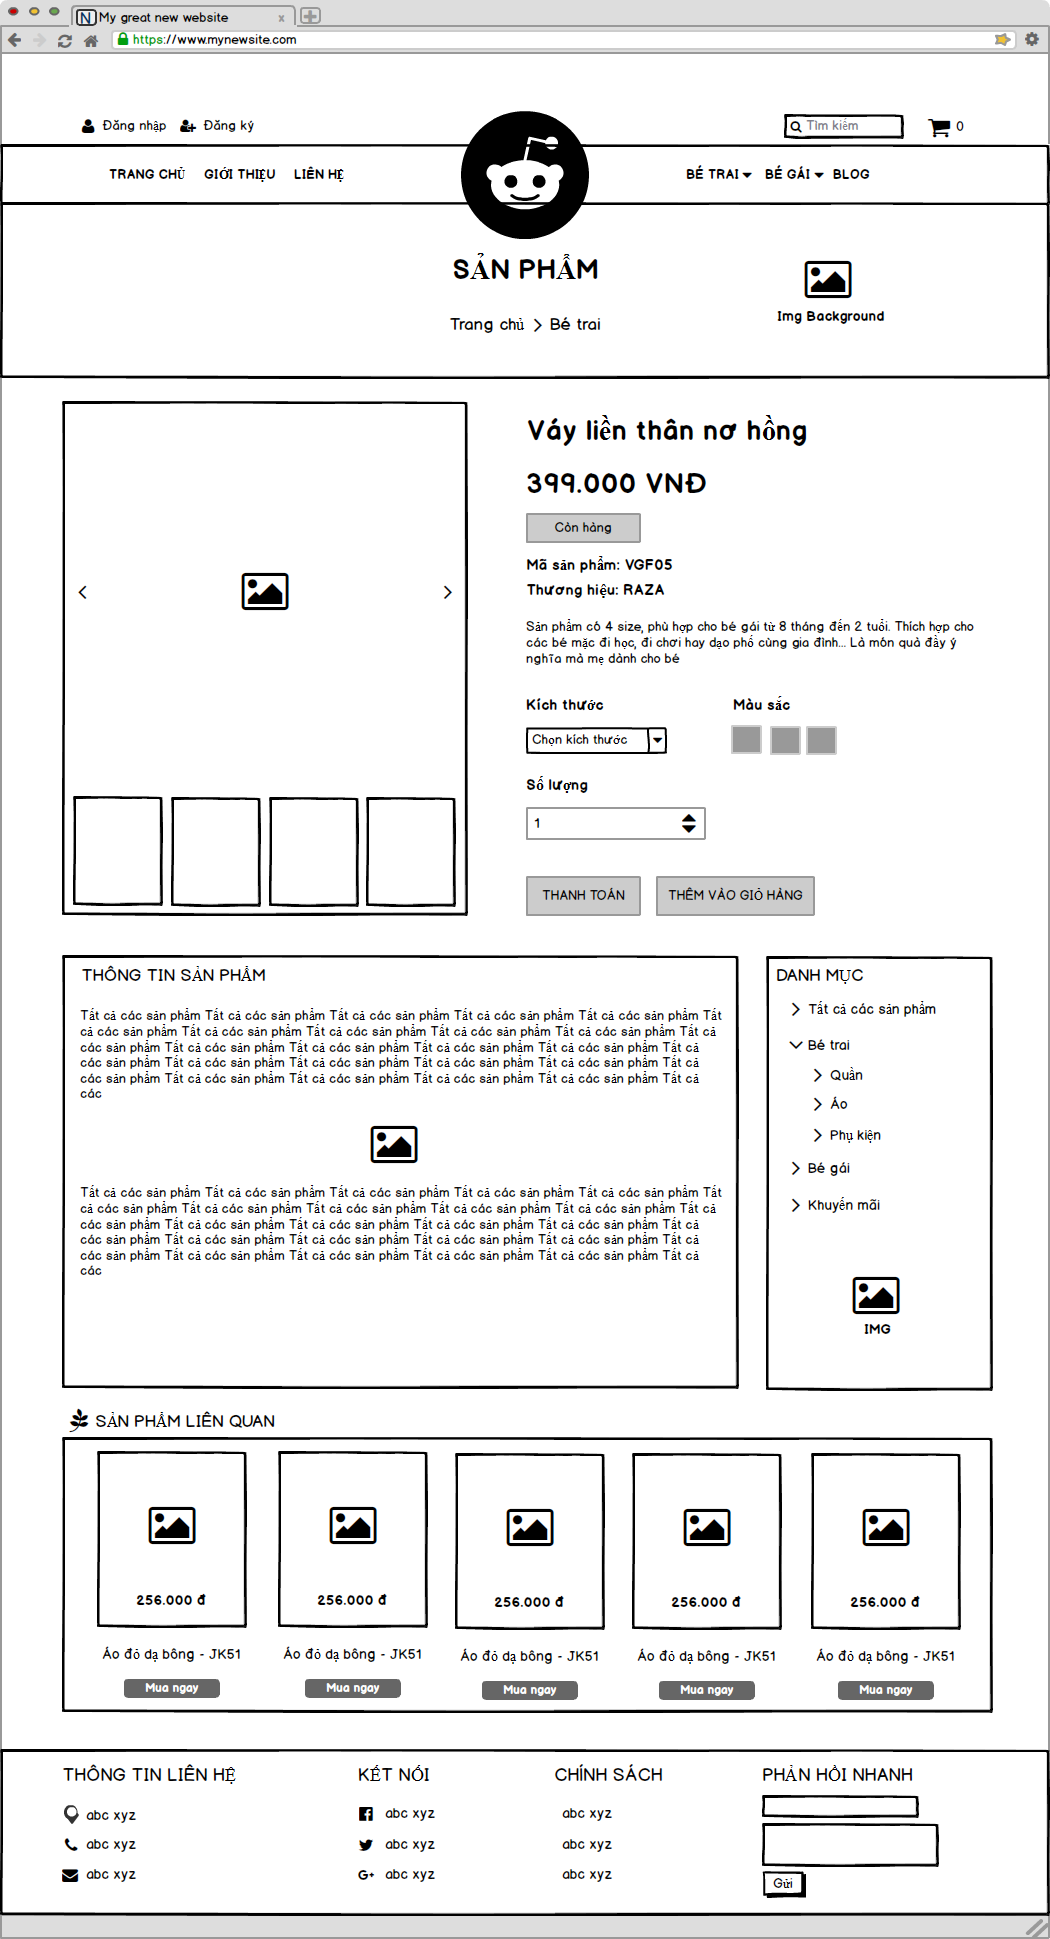 My great new website
https://www.mynewsite.com
Đăng nhập
Đăng ký
Tìm kiếm
0
TRANG CHỦ
GIỚI THIỆU
LIÊN HỆ
BÉ TRAI
BÉ GÁI
BLOG
SẢN PHẨM
Trang chủ > Bé trai
Img Background
Váy liền thân nơ hồng
399.000 VNĐ
Còn hàng
Mã sản phẩm: VGF05
Thương hiệu: RAZA
Sản phẩm có 4 size, phù hợp cho bé gái từ 8 tháng đến 2 tuổi. Thích hợp cho
các bé mặc đi học, đi chơi hay dạo phố cùng gia đình... Là món quà đầy ý
nghĩa mà mẹ dành cho bé
Kích thước
Màu sắc
Chọn kích thước
Số lượng
1
THANH TOÁN
THÊM VÀO GIỎ HÀNG
THÔNG TIN SẢN PHẨM
Tất cả các sản phẩm Tất cả các sản phẩm Tất cả các sản phẩm Tất cả các sản phẩm Tất cả các sản phẩm Tất
cả các sản phẩm Tất cả các sản phẩm Tất cả các sản phẩm Tất cả các sản phẩm Tất cả các sản phẩm Tất cả
các sản phẩm Tất cả các sản phẩm Tất cả các sản phẩm Tất cả các sản phẩm Tất cả các sản phẩm Tất cả
các sản phẩm Tất cả các sản phẩm Tất cả các sản phẩm Tất cả các sản phẩm Tất cả các sản phẩm Tất cả
các sản phẩm Tất cả các sản phẩm Tất cả các sản phẩm Tất cả các sản phẩm Tất cả các sản phẩm Tất cả
các
Tất cả các sản phẩm Tất cả các sản phẩm Tất cả các sản phẩm Tất cả các sản phẩm Tất cả các sản phẩm Tất
cả các sản phẩm Tất cả các sản phẩm Tất cả các sản phẩm Tất cả các sản phẩm Tất cả các sản phẩm Tất cả
các sản phẩm Tất cả các sản phẩm Tất cả các sản phẩm Tất cả các sản phẩm Tất cả các sản phẩm Tất cả
các sản phẩm Tất cả các sản phẩm Tất cả các sản phẩm Tất cả các sản phẩm Tất cả các sản phẩm Tất cả
các sản phẩm Tất cả các sản phẩm Tất cả các sản phẩm Tất cả các sản phẩm Tất cả các sản phẩm Tất cả
các
DANH MỤC
Tất cả các sản phẩm
Bé trai
Quần
Áo
Phụ kiện
Bé gái
Khuyến mãi
IMG
SẢN PHẨM LIÊN QUAN
256.000 đ
256.000 đ
256.000 đ
256.000 đ
256.000 đ
Áo đỏ dạ bông - JK51
Áo đỏ dạ bông - JK51
Áo đỏ dạ bông - JK51
Áo đỏ dạ bông - JK51
Áo đỏ dạ bông - JK51
Mua ngay
Mua ngay
Mua ngay
Mua ngay
Mua ngay
THÔNG TIN LIÊN HỆ
abc xyz
abc xyz
abc xyz
KẾT NỐI
abc xyz
abc xyz
G+ abc xyz
CHÍNH SÁCH
abc xyz
abc xyz
abc xyz
PHẢN HỒI NHANH
Gửi